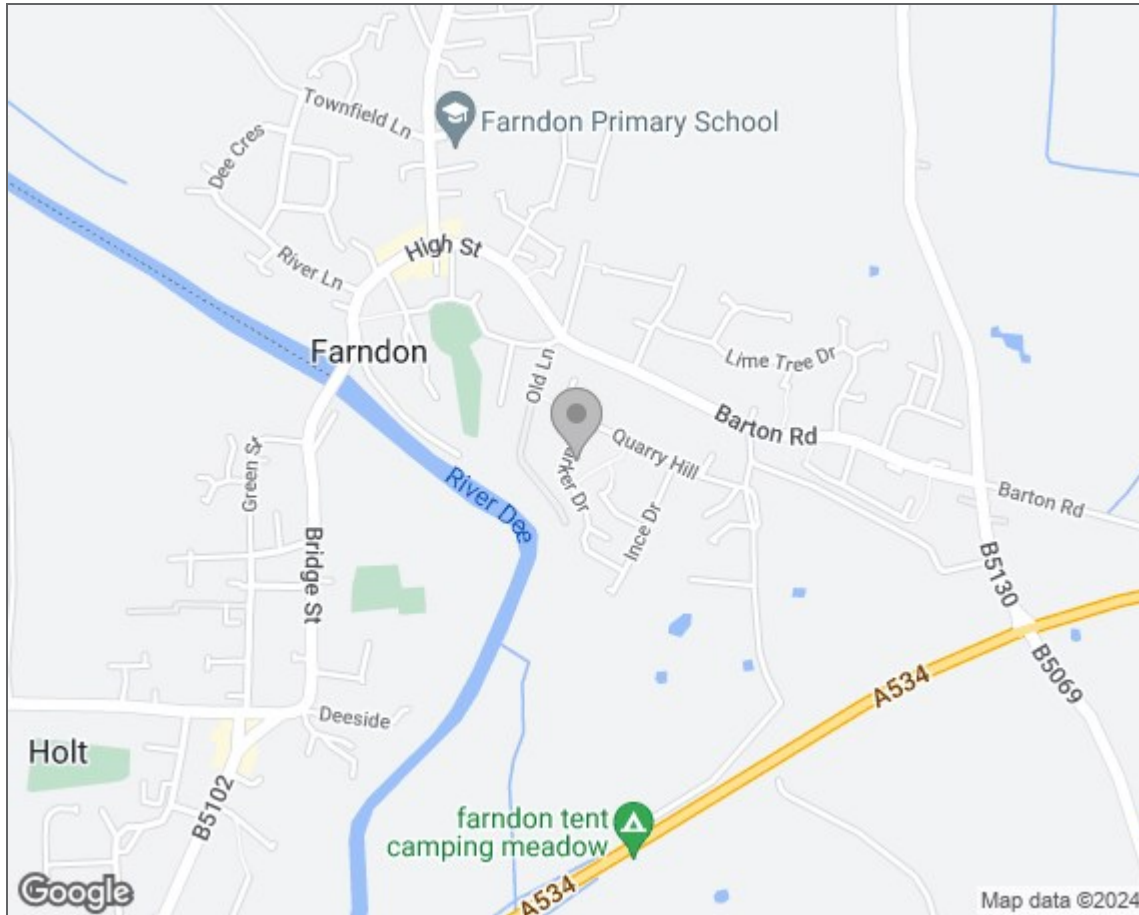 Townfield Ln
Farndon Primary School
Dee Cres
High St
River Ln
Farndon
Old Ln
Lime Tree Dr
Barton Rd
Quarry Hill
Barton Rd
Green St
River Dee
Ince Dr
Bridge St
B5130
B5069
A534
Deeside
Holt
B5102
farndon tent
camping meadow
A534
Google
Map data ©2024